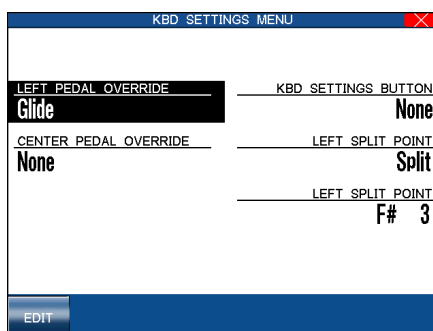 KBD SETTINGS MENU
LEFT PEDAL OVERRIDE
Glide
CENTER PEDAL OVERRIDE
None
KBD SETTINGS BUTTON
None
LEFT SPLIT POINT
Split
LEFT SPLIT POINT
F# 3
EDIT